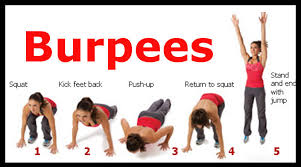 Burpees
Squat
Kick feet back
Push-up
Return to squat
Stand
and end
with
jump
1
2
3
4
5